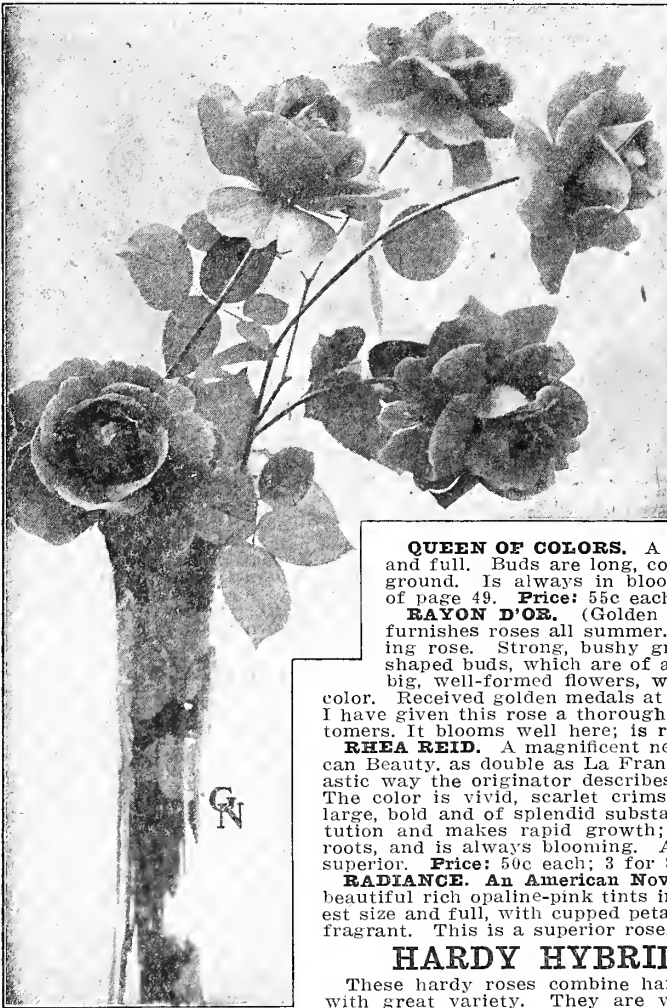 GN
QUEEN OF COLORS. A
and full. Buds are long, co
ground. Is always in bloo
of page 49. Price: 55c each
RAYON D'OR. (Golden
furnishes roses all summer.
ing rose. Strong, bushy gr
shaped buds, which are of a
big, well-formed flowers, w
color. Received golden medals at
I have given this rose a thorough
tomers. It blooms well here; is r
RHEA REID. A magnificent ne
can Beauty, as double as La Fran
astic way the originator describes
The color is vivid, scarlet crims
large, bold and of splendid substa
tution and makes rapid growth;
roots, and is always blooming. A
superior. Price: 50c each; 3 for
RADIANCE. An American Nov
beautiful rich opaline-pink tints i
est size and full, with cupped peta
fragrant. This is a superior rose
HARDY HYBRI
These hardy roses combine ha
with great variety. They are v